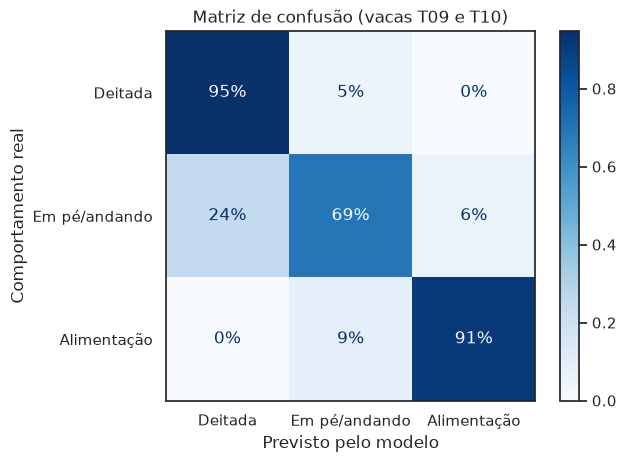 Matriz de confusão (vacas T09 e T10)
Comportamento real
Deitada
95%
5%
0%
Em pé/andando
24%
69%
6%
Alimentação
0%
9%
91%
Deitada
Em pé/andando
Alimentação
Previsto pelo modelo
0.8
0.6
0.4
0.2
0.0